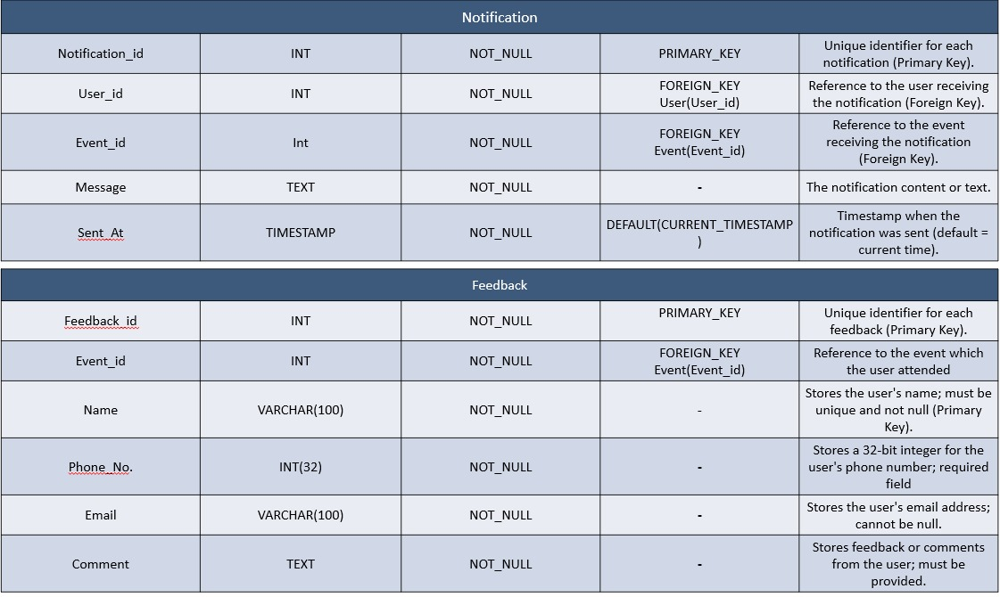 Notification
Notification_id INT NOT_NULL PRIMARY_KEY Unique identifier for each
notification (Primary Key).
User_id INT NOT_NULL FOREIGN_KEY
User(User_id) Reference to the user receiving
the notification (Foreign Key).
Event_id Int NOT_NULL FOREIGN_KEY
Event(Event_id) Reference to the event
receiving the notification
(Foreign Key).
Message TEXT NOT_NULL - The notification content or text.
Sent_At TIMESTAMP NOT_NULL DEFAULT(CURRENT_TIMESTAMP
) Timestamp when the
notification was sent (default =
current time).
Feedback
Feedback_id INT NOT_NULL PRIMARY_KEY Unique identifier for each
feedback (Primary Key).
Event_id INT NOT_NULL FOREIGN_KEY
Event(Event_id) Reference to the event which
the user attended
Name VARCHAR(100) NOT_NULL - Stores the user's name; must be
unique and not null (Primary
Key).
Phone_No. INT(32) NOT_NULL - Stores a 32-bit integer for the
user's phone number; required
field
Email VARCHAR(100) NOT_NULL - Stores the user's email address;
cannot be null.
Comment TEXT NOT_NULL - Stores feedback or comments
from the user; must be
provided.